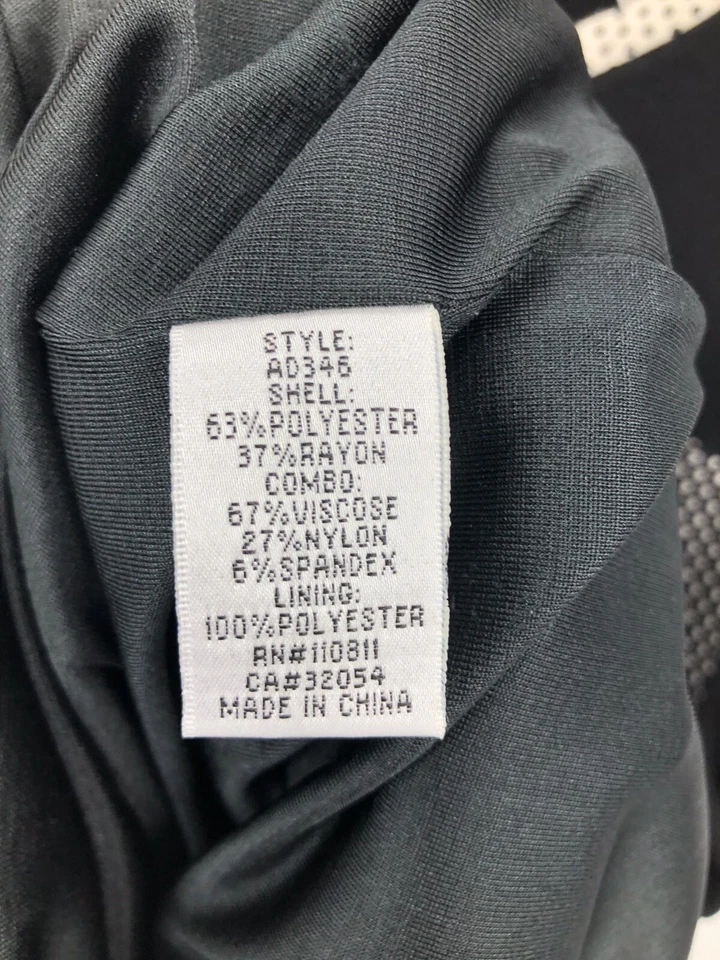 STYLE:
AD346
SHELL:
63%POLYESTER
37%RAYON
COMBO:
67%VISCOSE
27%NYLON
6%SPANDEX
LINING:
100%POLYESTER
RN#110811
CA#32054
MADE IN CHINA